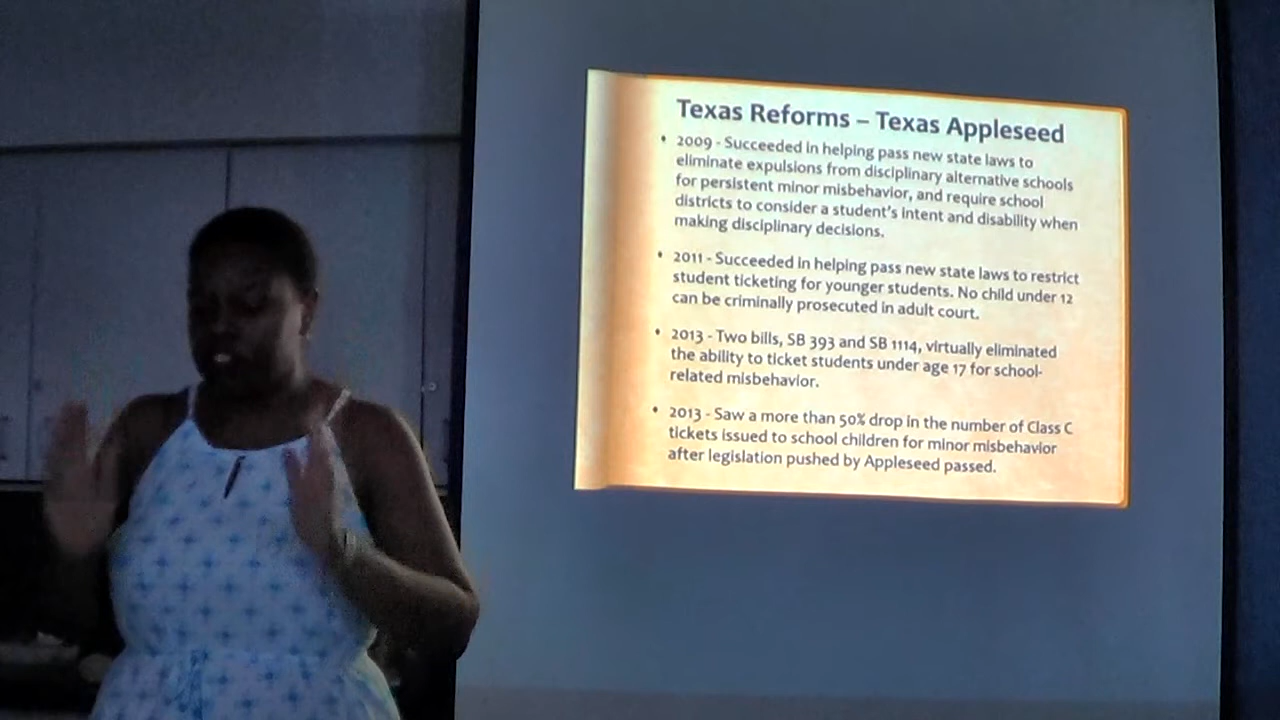 Texas Reforms – Texas Appleseed
• 2009 - Succeeded in helping pass new state laws to
eliminate expulsions from disciplinary alternative schools
for persistent minor misbehavior, and require school
districts to consider a student's intent and disability when
making disciplinary decisions.
• 2011 - Succeeded in helping pass new state laws to restrict
student ticketing for younger students. No child under 12
can be criminally prosecuted in adult court.
• 2013 - Two bills, SB 393 and SB 1114, virtually eliminated
the ability to ticket students under age 17 for school-
related misbehavior.
• 2013 - Saw a more than 50% drop in the number of Class C
tickets issued to school children for minor misbehavior
after legislation pushed by Appleseed passed.